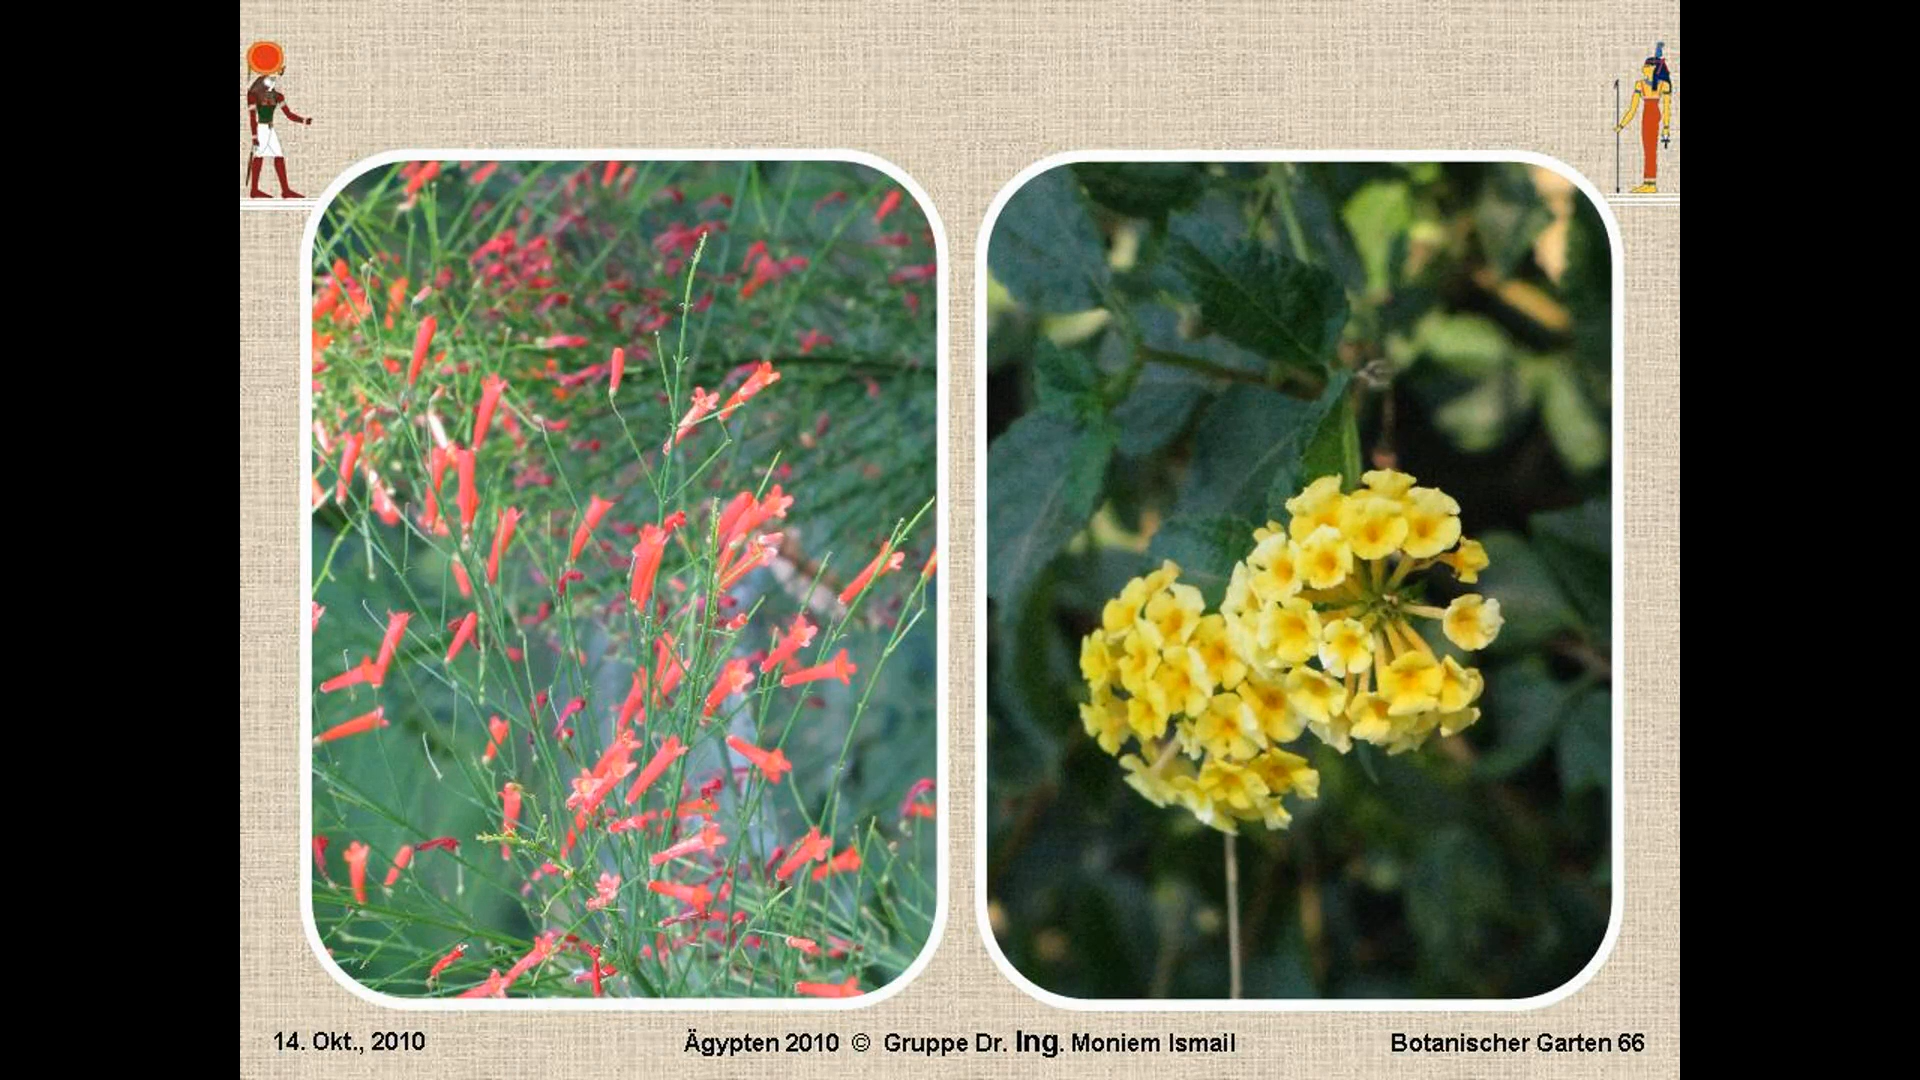 14. Okt., 2010
Ägypten 2010 © Gruppe Dr. Ing. Moniem Ismail
Botanischer Garten 66